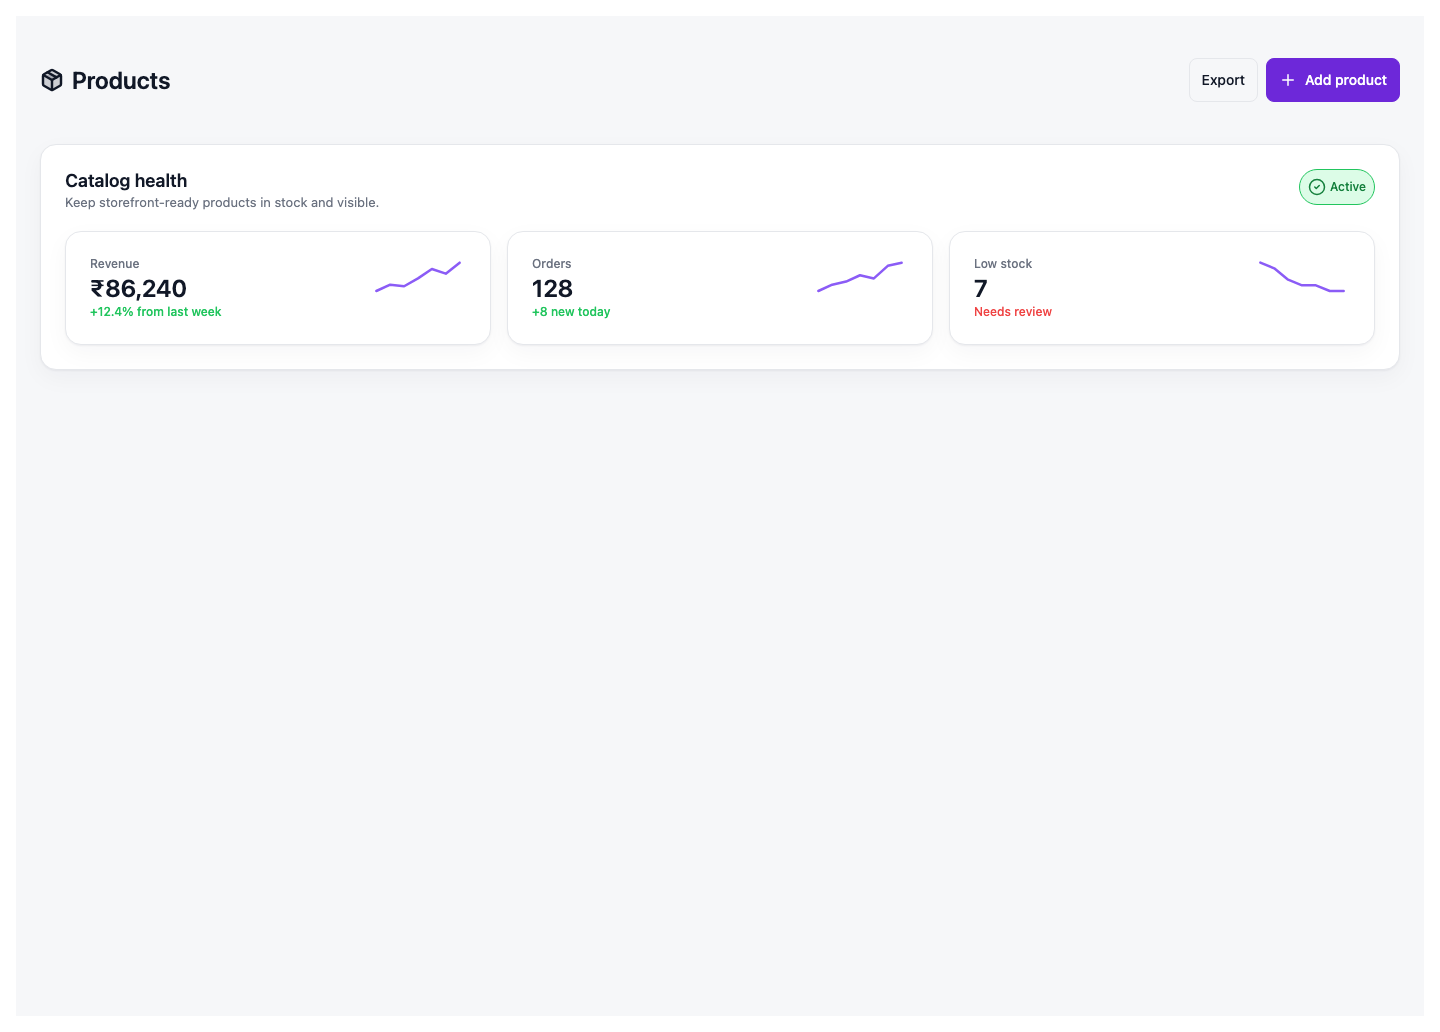 Products
Export
Add product
Catalog health
Keep storefront-ready products in stock and visible.
Active
Revenue
₹86,240
+12.4% from last week
Orders
128
+8 new today
Low stock
7
Needs review